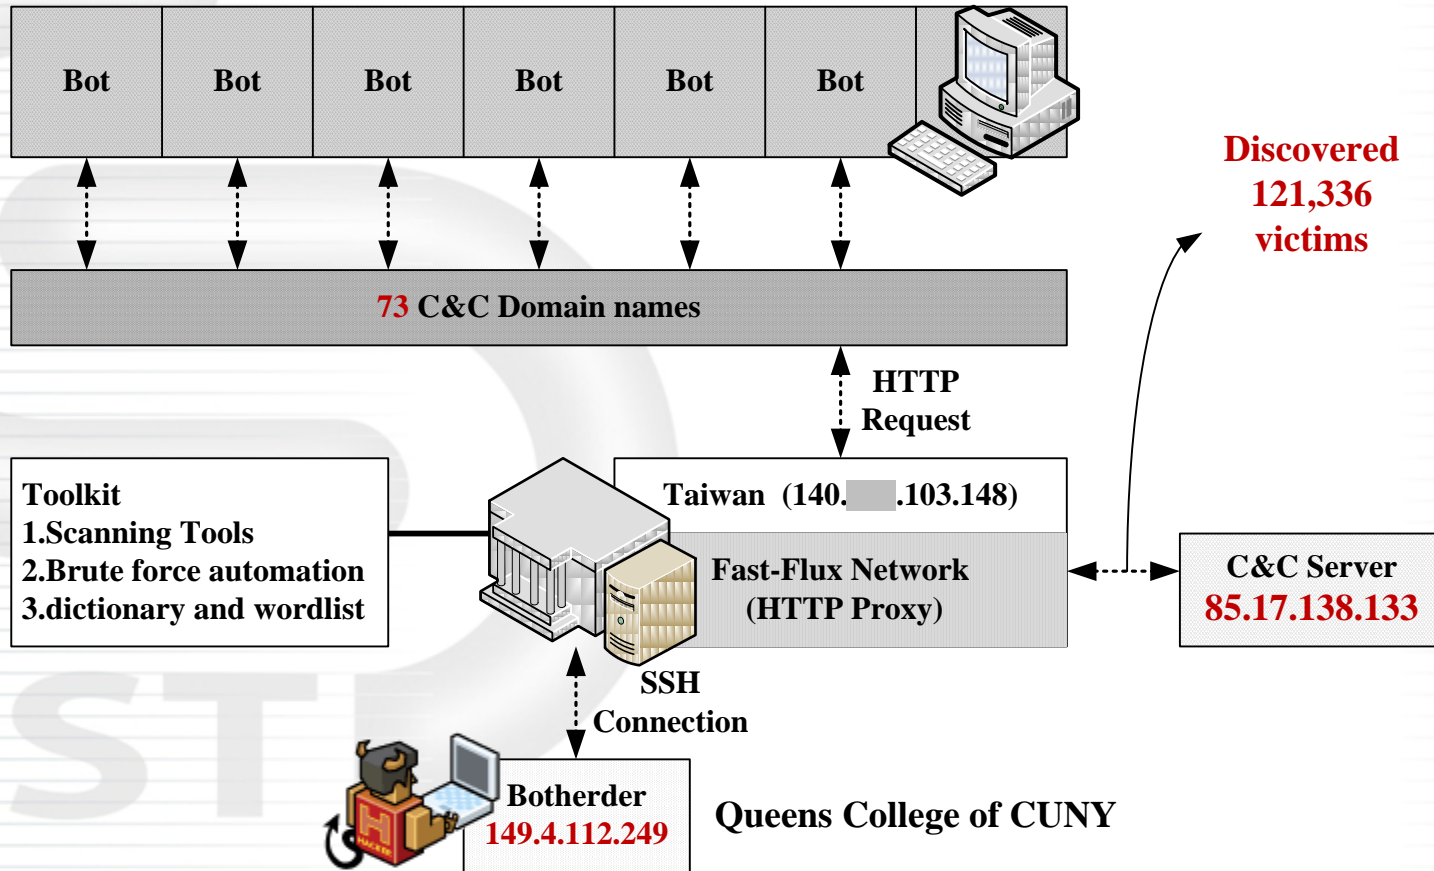 Bot
Bot
Bot
Bot
Bot
Bot
Discovered
121,336
victims
73 C&C Domain names
HTTP
Request
Toolkit
1.Scanning Tools
2.Brute force automation
3.dictionary and wordlist
Taiwan (140. .103.148)
Fast-Flux Network
(HTTP Proxy)
C&C Server
85.17.138.133
SSH
Connection
Botherder
149.4.112.249
Queens College of CUNY
H
HACKER
ST